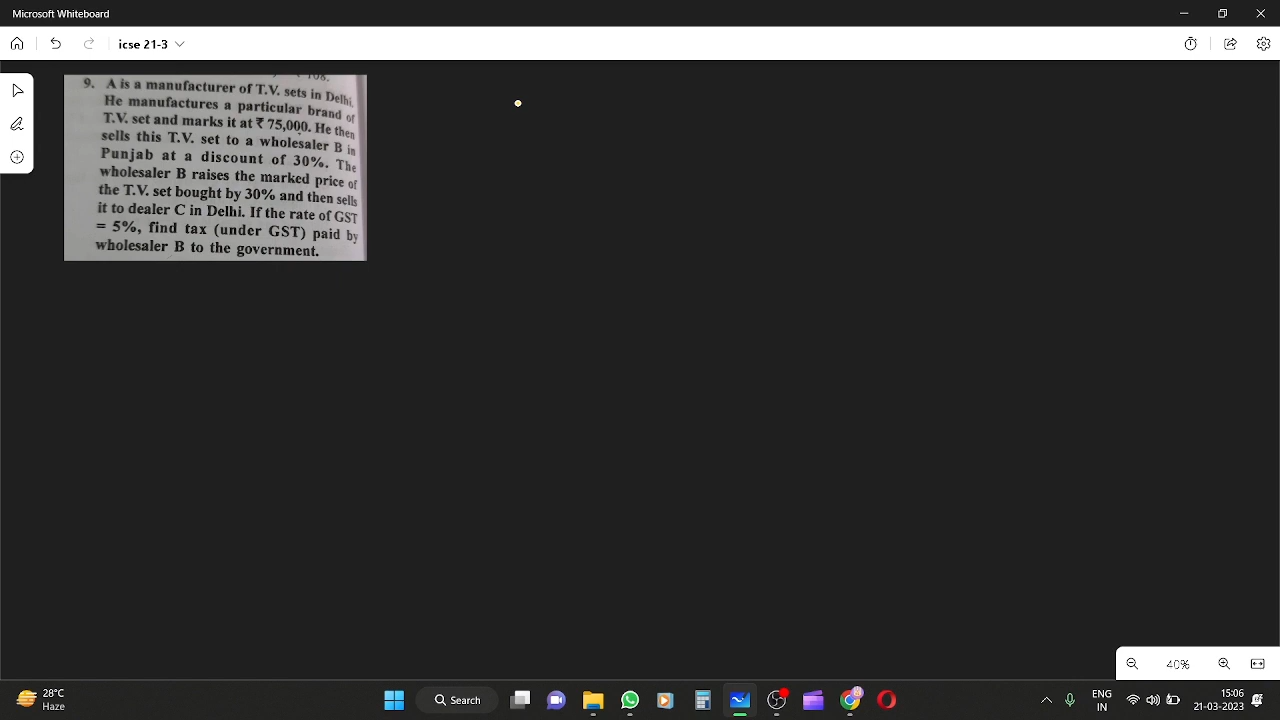 Microsoft Whiteboard
icse 21-3
9. A is a manufacturer of T.V. sets in Delhi.
He manufactures a particular brand of
T.V. set and marks it at ₹ 75,000. He then
sells this T.V. set to a wholesaler B in
Punjab at a discount of 30%. The
wholesaler B raises the marked price of
the T.V. set bought by 30% and then sells
it to dealer C in Delhi. If the rate of GST
= 5%, find tax (under GST) paid by
wholesaler B to the government.
40%
28°C
Haze
Search
ENG
IN
15:06
21-03-2023